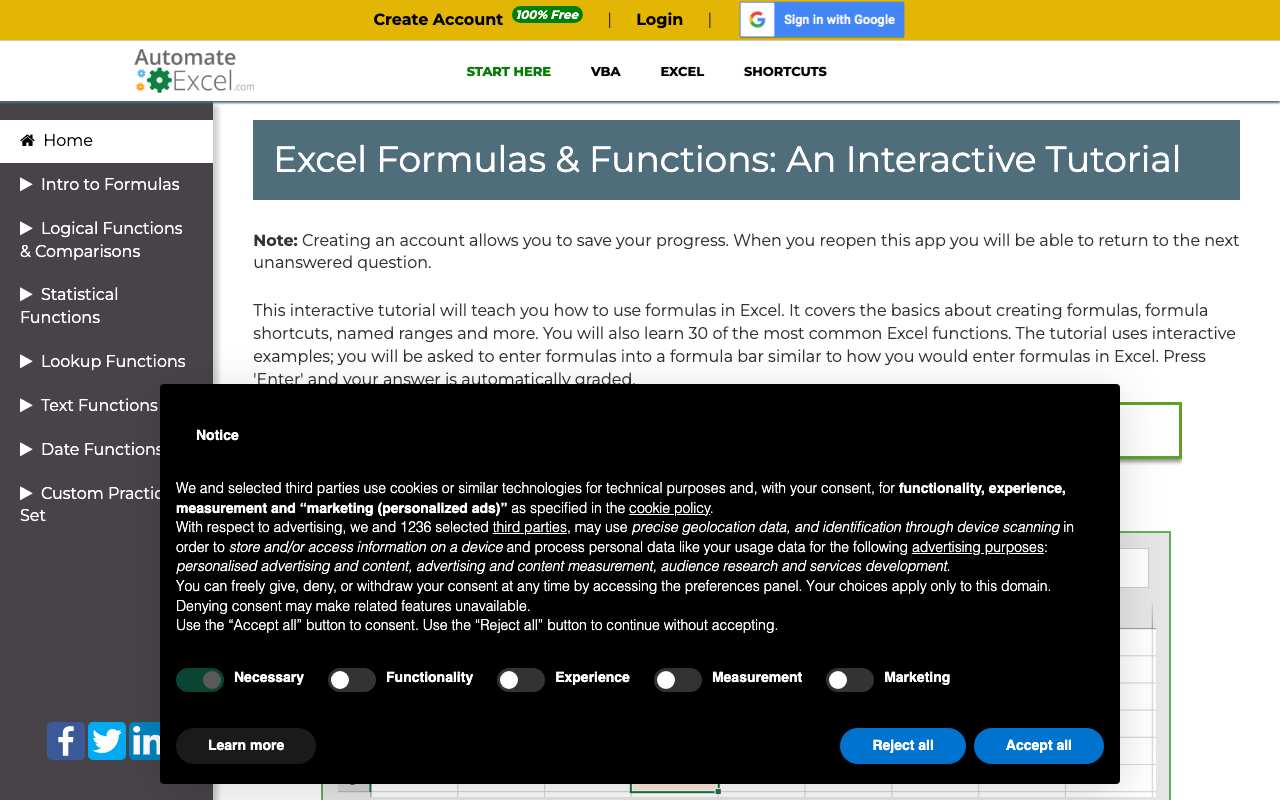 Create Account 100% Free | Login | G Sign in with Google
Automate
Excel.com
START HERE VBA EXCEL SHORTCUTS
Home
Intro to Formulas
Logical Functions
& Comparisons
Statistical
Functions
Lookup Functions
Text Functions
Date Functions
Custom Practic
Set
Excel Formulas & Functions: An Interactive Tutorial
Note: Creating an account allows you to save your progress. When you reopen this app you will be able to return to the next
unanswered question.
This interactive tutorial will teach you how to use formulas in Excel. It covers the basics about creating formulas, formula
shortcuts, named ranges and more. You will also learn 30 of the most common Excel functions. The tutorial uses interactive
examples; you will be asked to enter formulas into a formula bar similar to how you would enter formulas in Excel. Press
'Enter' and your answer is automatically graded.
Notice
We and selected third parties use cookies or similar technologies for technical purposes and, with your consent, for functionality, experience,
measurement and “marketing (personalized ads)” as specified in the cookie policy.
With respect to advertising, we and 1236 selected third parties, may use precise geolocation data, and identification through device scanning in
order to store and/or access information on a device and process personal data like your usage data for the following advertising purposes:
personalised advertising and content, advertising and content measurement, audience research and services development.
You can freely give, deny, or withdraw your consent at any time by accessing the preferences panel. Your choices apply only to this domain.
Denying consent may make related features unavailable.
Use the “Accept all” button to consent. Use the “Reject all” button to continue without accepting.
Necessary Functionality Experience Measurement Marketing
Learn more Reject all Accept all